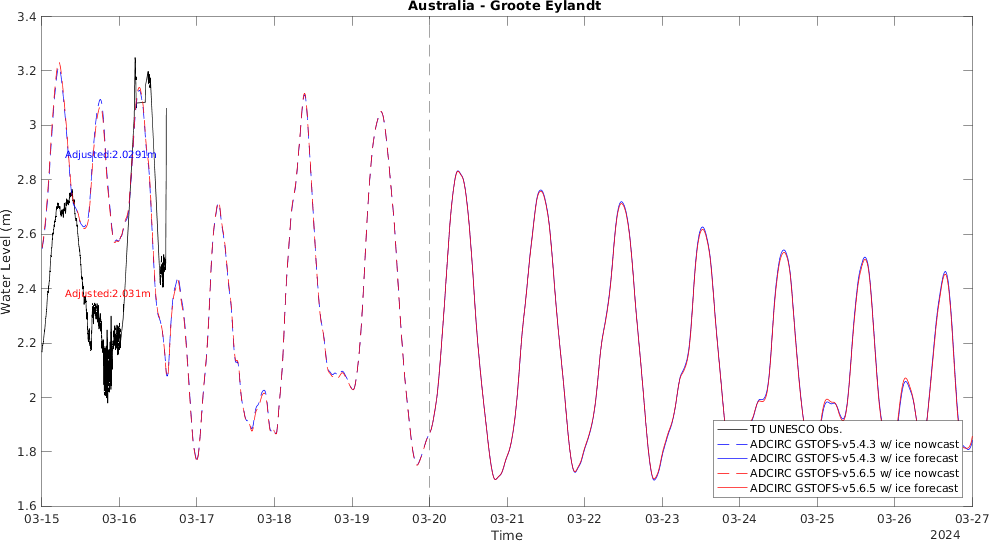 Australia - Groote Eylandt
3.4
3.2
3
2.8
2.6
2.4
2.2
2
1.8
1.6
Water Level (m)
Adjusted:2.0291m
Adjusted:2.031m
TD UNESCO Obs.
ADCIRC GSTOFS-v5.4.3 w/ ice nowcast
ADCIRC GSTOFS-v5.4.3 w/ ice forecast
ADCIRC GSTOFS-v5.6.5 w/ ice nowcast
ADCIRC GSTOFS-v5.6.5 w/ ice forecast
03-15 03-16 03-17 03-18 03-19 03-20 03-21 03-22 03-23 03-24 03-25 03-26 03-27
Time
2024